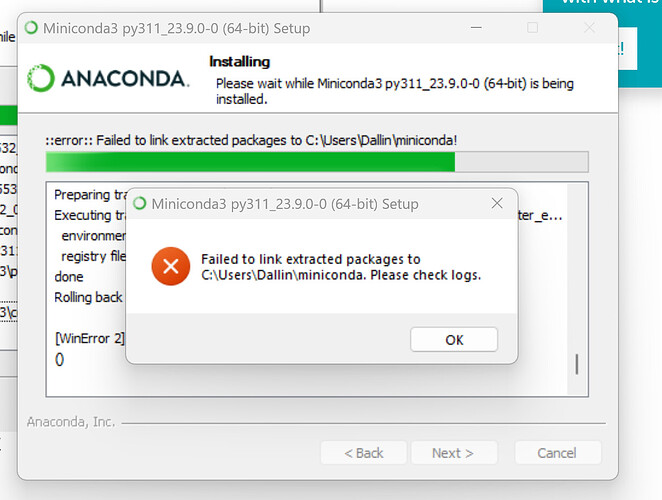 with what is
Miniconda3 py311_23.9.0-0 (64-bit) Setup
ANACONDA.
Installing
Please wait while Miniconda3 py311_23.9.0-0 (64-bit) is being
installed.
::error:: Failed to link extracted packages to C:\Users\Dallin\miniconda!
Preparing tra
Executing tra
ter_e...
environmen
registry file
done
Rolling back
[WinError 2]
()
Miniconda3 py311_23.9.0-0 (64-bit) Setup
Failed to link extracted packages to
C:\Users\Dallin\miniconda. Please check logs.
OK
Anaconda, Inc.
< Back
Next >
Cancel